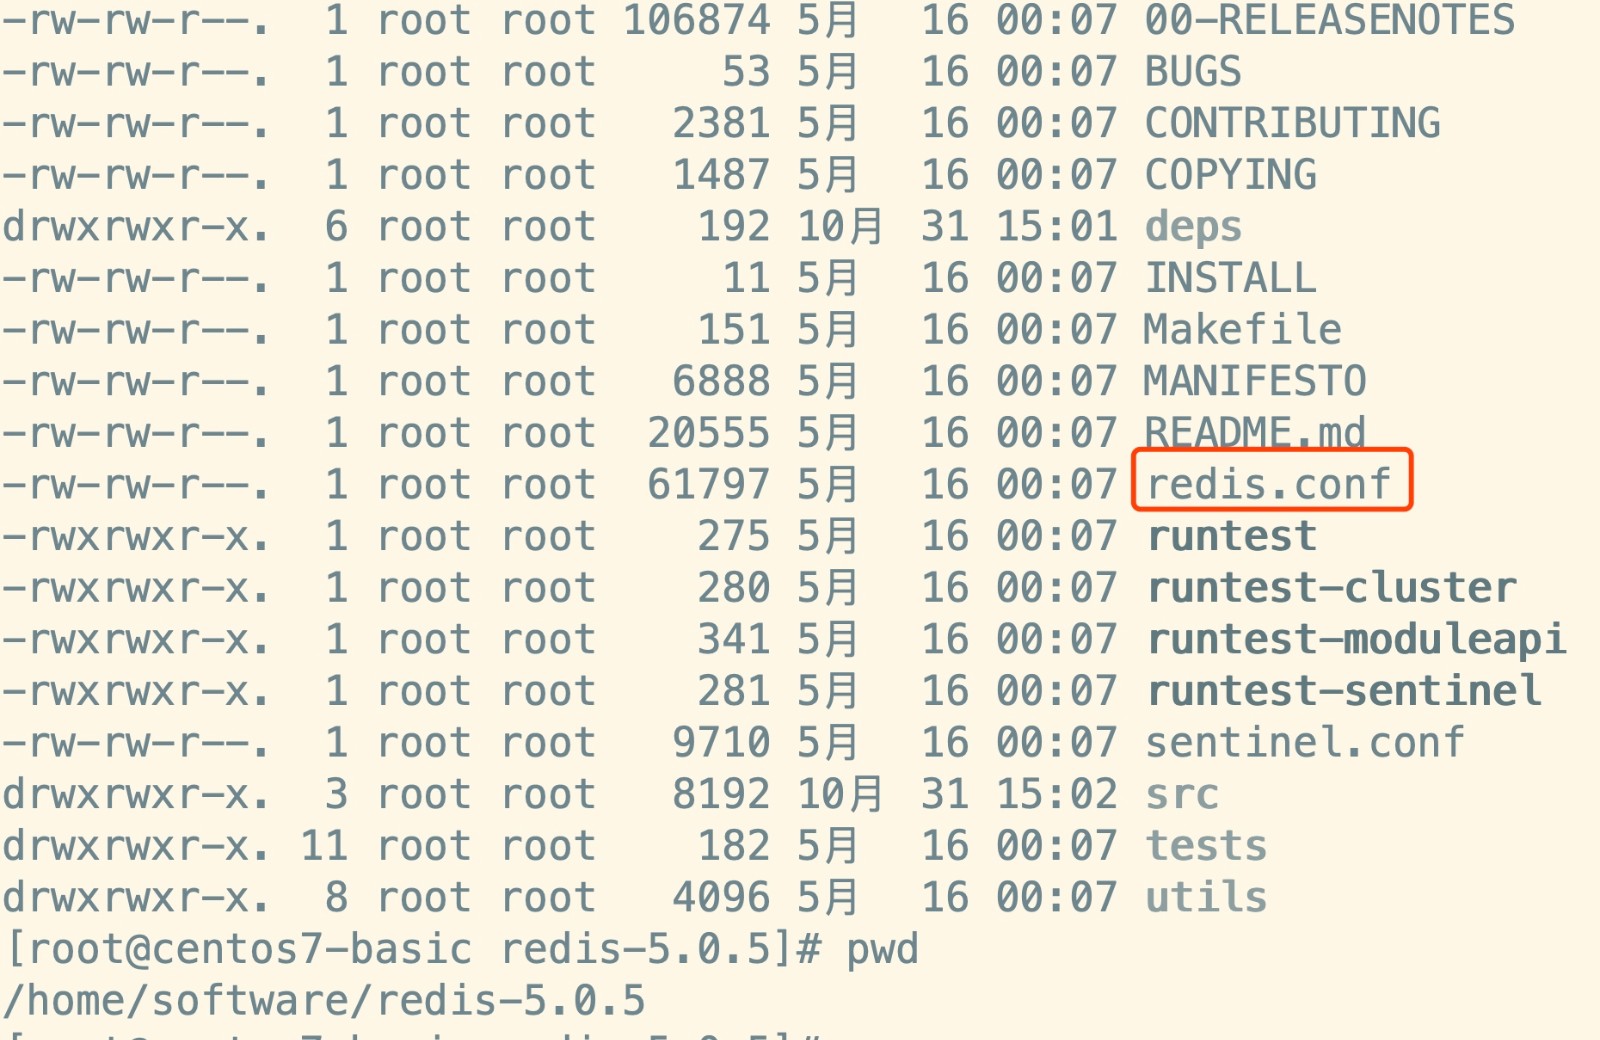 -rw-rw-r--. 1 root root 106874 5月 16 00:07 00-RELEASENOTES
-rw-rw-r--. 1 root root 53 5月 16 00:07 BUGS
-rw-rw-r--. 1 root root 2381 5月 16 00:07 CONTRIBUTING
-rw-rw-r--. 1 root root 1487 5月 16 00:07 COPYING
drwxrwxr-x. 6 root root 192 10月 31 15:01 deps
-rw-rw-r--. 1 root root 11 5月 16 00:07 INSTALL
-rw-rw-r--. 1 root root 151 5月 16 00:07 Makefile
-rw-rw-r--. 1 root root 6888 5月 16 00:07 MANIFESTO
-rw-rw-r--. 1 root root 20555 5月 16 00:07 README.md
-rw-rw-r--. 1 root root 61797 5月 16 00:07 redis.conf
-rwxrwxr-x. 1 root root 275 5月 16 00:07 runtest
-rwxrwxr-x. 1 root root 280 5月 16 00:07 runtest-cluster
-rwxrwxr-x. 1 root root 341 5月 16 00:07 runtest-moduleapi
-rwxrwxr-x. 1 root root 281 5月 16 00:07 runtest-sentinel
-rw-rw-r--. 1 root root 9710 5月 16 00:07 sentinel.conf
drwxrwxr-x. 3 root root 8192 10月 31 15:02 src
drwxrwxr-x. 11 root root 182 5月 16 00:07 tests
drwxrwxr-x. 8 root root 4096 5月 16 00:07 utils
[root@centos7-basic redis-5.0.5]# pwd
/home/software/redis-5.0.5